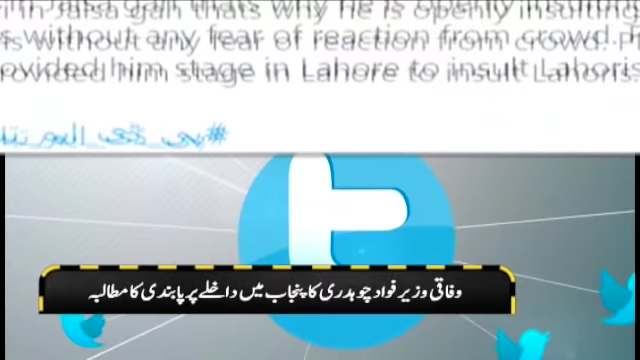 in Jalsa gah thats why he is openly insulting
is without any fear of reaction from crowd.
ovided him stage in Lahore to insult Lahoris.
وفاقی وزیر فواد چوہدری کا پنجاب میں داخلے پر پابندی کا مطالبہ